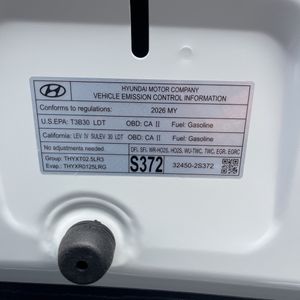 HYUNDAI MOTOR COMPANY
VEHICLE EMISSION CONTROL INFORMATION
Conforms to regulations: 2026 MY
U.S.EPA: T3B30 LDT OBD: CA II Fuel: Gasoline
California: LEV IV SULEV 30 LDT OBD: CA II Fuel: Gasoline
No adjustments needed DFI, SFI, WR-HO2S, HO2S, WU-TWC, TWC, EGR, EGRC
Group: THYXT02.5LR3
Evap.: THYXR0125LRG
S372
32450-2S372